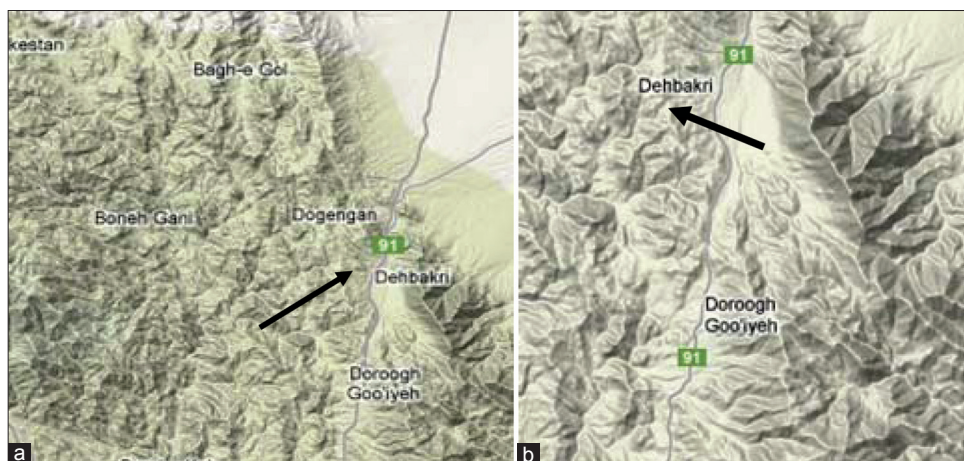 kestan
Bagh-e Gol
Boneh Gani
Dogengan
91
Dehbakri
Doroogh
Goo'iyeh
a
91
Dehbakri
Doroogh
Goo'iyeh
91
b